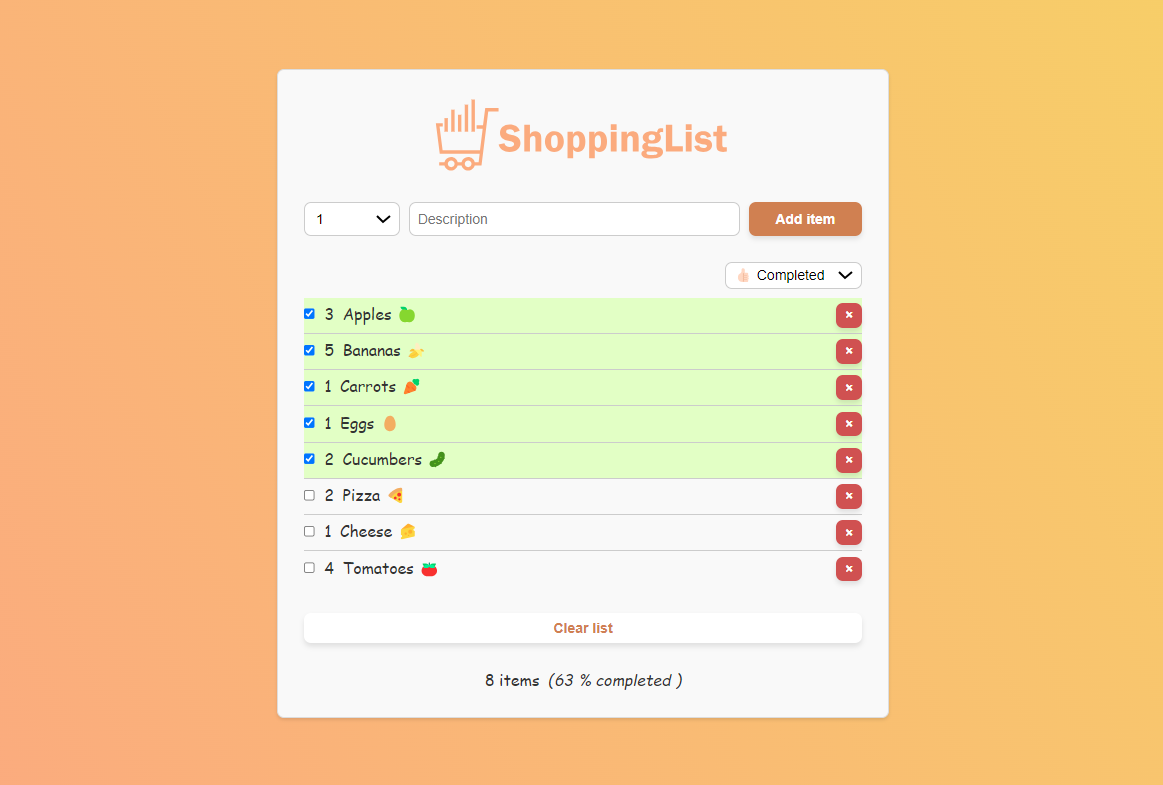 ShoppingList
1 Description Add item
👍🏻 Completed
3 Apples 🍏 ×
5 Bananas 🍌 ×
1 Carrots 🥕 ×
1 Eggs 🥚 ×
2 Cucumbers 🥒 ×
2 Pizza 🍕 ×
1 Cheese 🧀 ×
4 Tomatoes 🍅 ×
Clear list
8 items (63 % completed )